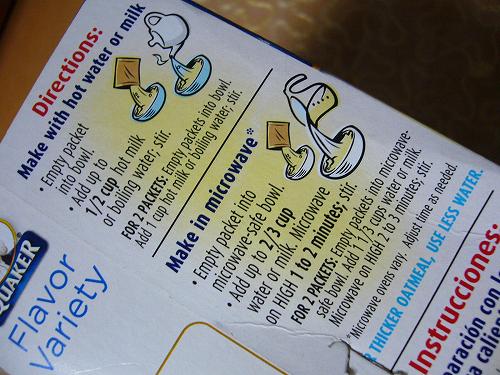 Directions:
Make with hot water or milk
• Empty packet
into bowl.
• Add up to
1/2 cup hot milk
or boiling water; stir.
FOR 2 PACKETS: Empty packets into bowl.
Add 1 cup hot milk or boiling water; stir.
Make in microwave*
• Empty packet into
microwave-safe bowl.
• Add up to 2/3 cup
water or milk. Microwave
on HIGH 1 to 2 minutes; stir.
FOR 2 PACKETS: Empty packets into microwave-
safe bowl. Add 1 1/3 cups water or milk.
Microwave on HIGH 2 to 3 minutes; stir.
*Microwave ovens vary. Adjust time as needed.
THICKER OATMEAL, USE LESS WATER.
QUAKER
Flavor
Variety
Instrucciones: